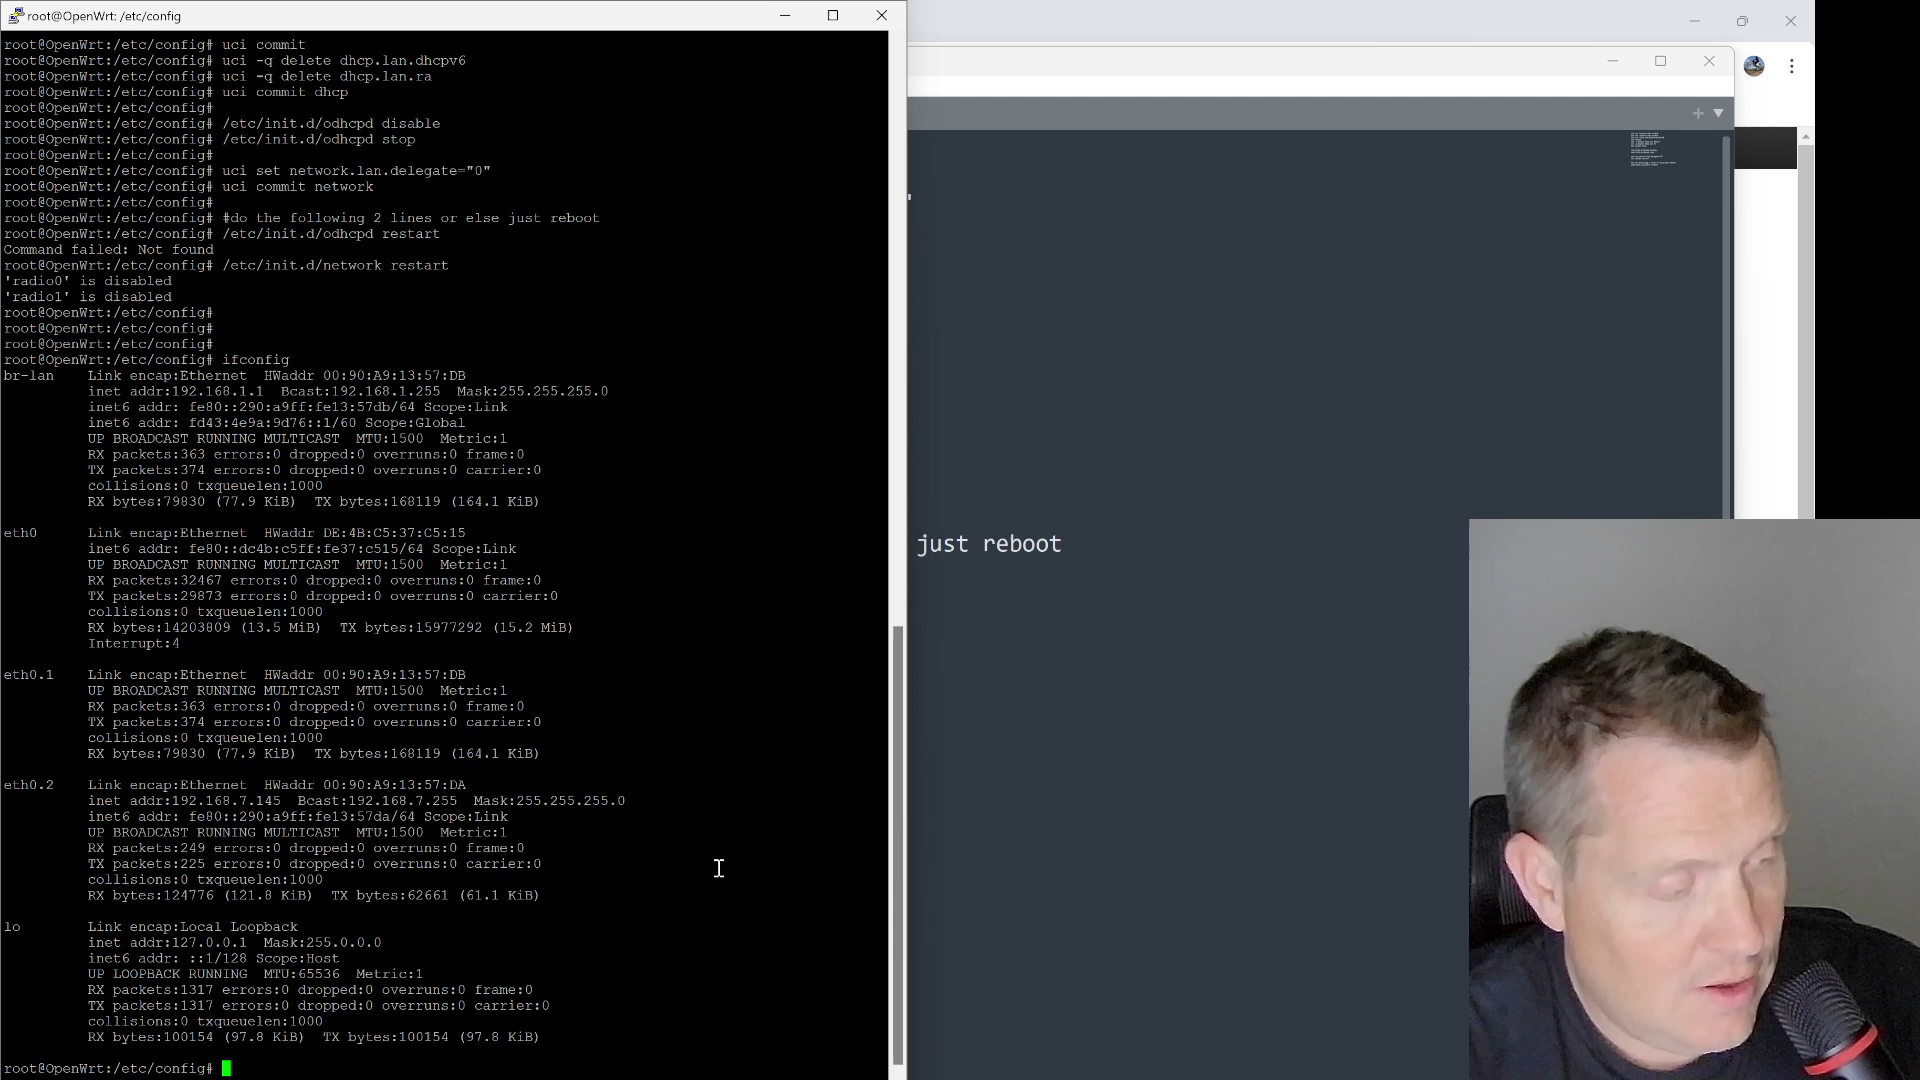 root@OpenWrt: /etc/config
root@OpenWrt:/etc/config# uci commit
root@OpenWrt:/etc/config# uci -q delete dhcp.lan.dhcpv6
root@OpenWrt:/etc/config# uci -q delete dhcp.lan.ra
root@OpenWrt:/etc/config# uci commit dhcp
root@OpenWrt:/etc/config#
root@OpenWrt:/etc/config# /etc/init.d/odhcpd disable
root@OpenWrt:/etc/config# /etc/init.d/odhcpd stop
root@OpenWrt:/etc/config#
root@OpenWrt:/etc/config# uci set network.lan.delegate="0"
root@OpenWrt:/etc/config# uci commit network
root@OpenWrt:/etc/config#
root@OpenWrt:/etc/config# #do the following 2 lines or else just reboot
root@OpenWrt:/etc/config# /etc/init.d/odhcpd restart
Command failed: Not found
root@OpenWrt:/etc/config# /etc/init.d/network restart
'radio0' is disabled
'radio1' is disabled
root@OpenWrt:/etc/config#
root@OpenWrt:/etc/config#
root@OpenWrt:/etc/config#
root@OpenWrt:/etc/config# ifconfig
br-lan Link encap:Ethernet HWaddr 00:90:A9:13:57:DB
inet addr:192.168.1.1 Bcast:192.168.1.255 Mask:255.255.255.0
inet6 addr: fe80::290:a9ff:fe13:57db/64 Scope:Link
inet6 addr: fd43:4e9a:9d76::1/60 Scope:Global
UP BROADCAST RUNNING MULTICAST MTU:1500 Metric:1
RX packets:363 errors:0 dropped:0 overruns:0 frame:0
TX packets:374 errors:0 dropped:0 overruns:0 carrier:0
collisions:0 txqueuelen:1000
RX bytes:79830 (77.9 KiB) TX bytes:168119 (164.1 KiB)
eth0 Link encap:Ethernet HWaddr DE:4B:C5:37:C5:15
inet6 addr: fe80::dc4b:c5ff:fe37:c515/64 Scope:Link
UP BROADCAST RUNNING MULTICAST MTU:1500 Metric:1
RX packets:32467 errors:0 dropped:0 overruns:0 frame:0
TX packets:29873 errors:0 dropped:0 overruns:0 carrier:0
collisions:0 txqueuelen:1000
RX bytes:14203809 (13.5 MiB) TX bytes:15977292 (15.2 MiB)
Interrupt:4
eth0.1 Link encap:Ethernet HWaddr 00:90:A9:13:57:DB
UP BROADCAST RUNNING MULTICAST MTU:1500 Metric:1
RX packets:363 errors:0 dropped:0 overruns:0 frame:0
TX packets:374 errors:0 dropped:0 overruns:0 carrier:0
collisions:0 txqueuelen:1000
RX bytes:79830 (77.9 KiB) TX bytes:168119 (164.1 KiB)
eth0.2 Link encap:Ethernet HWaddr 00:90:A9:13:57:DA
inet addr:192.168.7.145 Bcast:192.168.7.255 Mask:255.255.255.0
inet6 addr: fe80::290:a9ff:fe13:57da/64 Scope:Link
UP BROADCAST RUNNING MULTICAST MTU:1500 Metric:1
RX packets:249 errors:0 dropped:0 overruns:0 frame:0
TX packets:225 errors:0 dropped:0 overruns:0 carrier:0
collisions:0 txqueuelen:1000
RX bytes:124776 (121.8 KiB) TX bytes:62661 (61.1 KiB)
lo Link encap:Local Loopback
inet addr:127.0.0.1 Mask:255.0.0.0
inet6 addr: ::1/128 Scope:Host
UP LOOPBACK RUNNING MTU:65536 Metric:1
RX packets:1317 errors:0 dropped:0 overruns:0 frame:0
TX packets:1317 errors:0 dropped:0 overruns:0 carrier:0
collisions:0 txqueuelen:1000
RX bytes:100154 (97.8 KiB) TX bytes:100154 (97.8 KiB)
root@OpenWrt:/etc/config#
just reboot